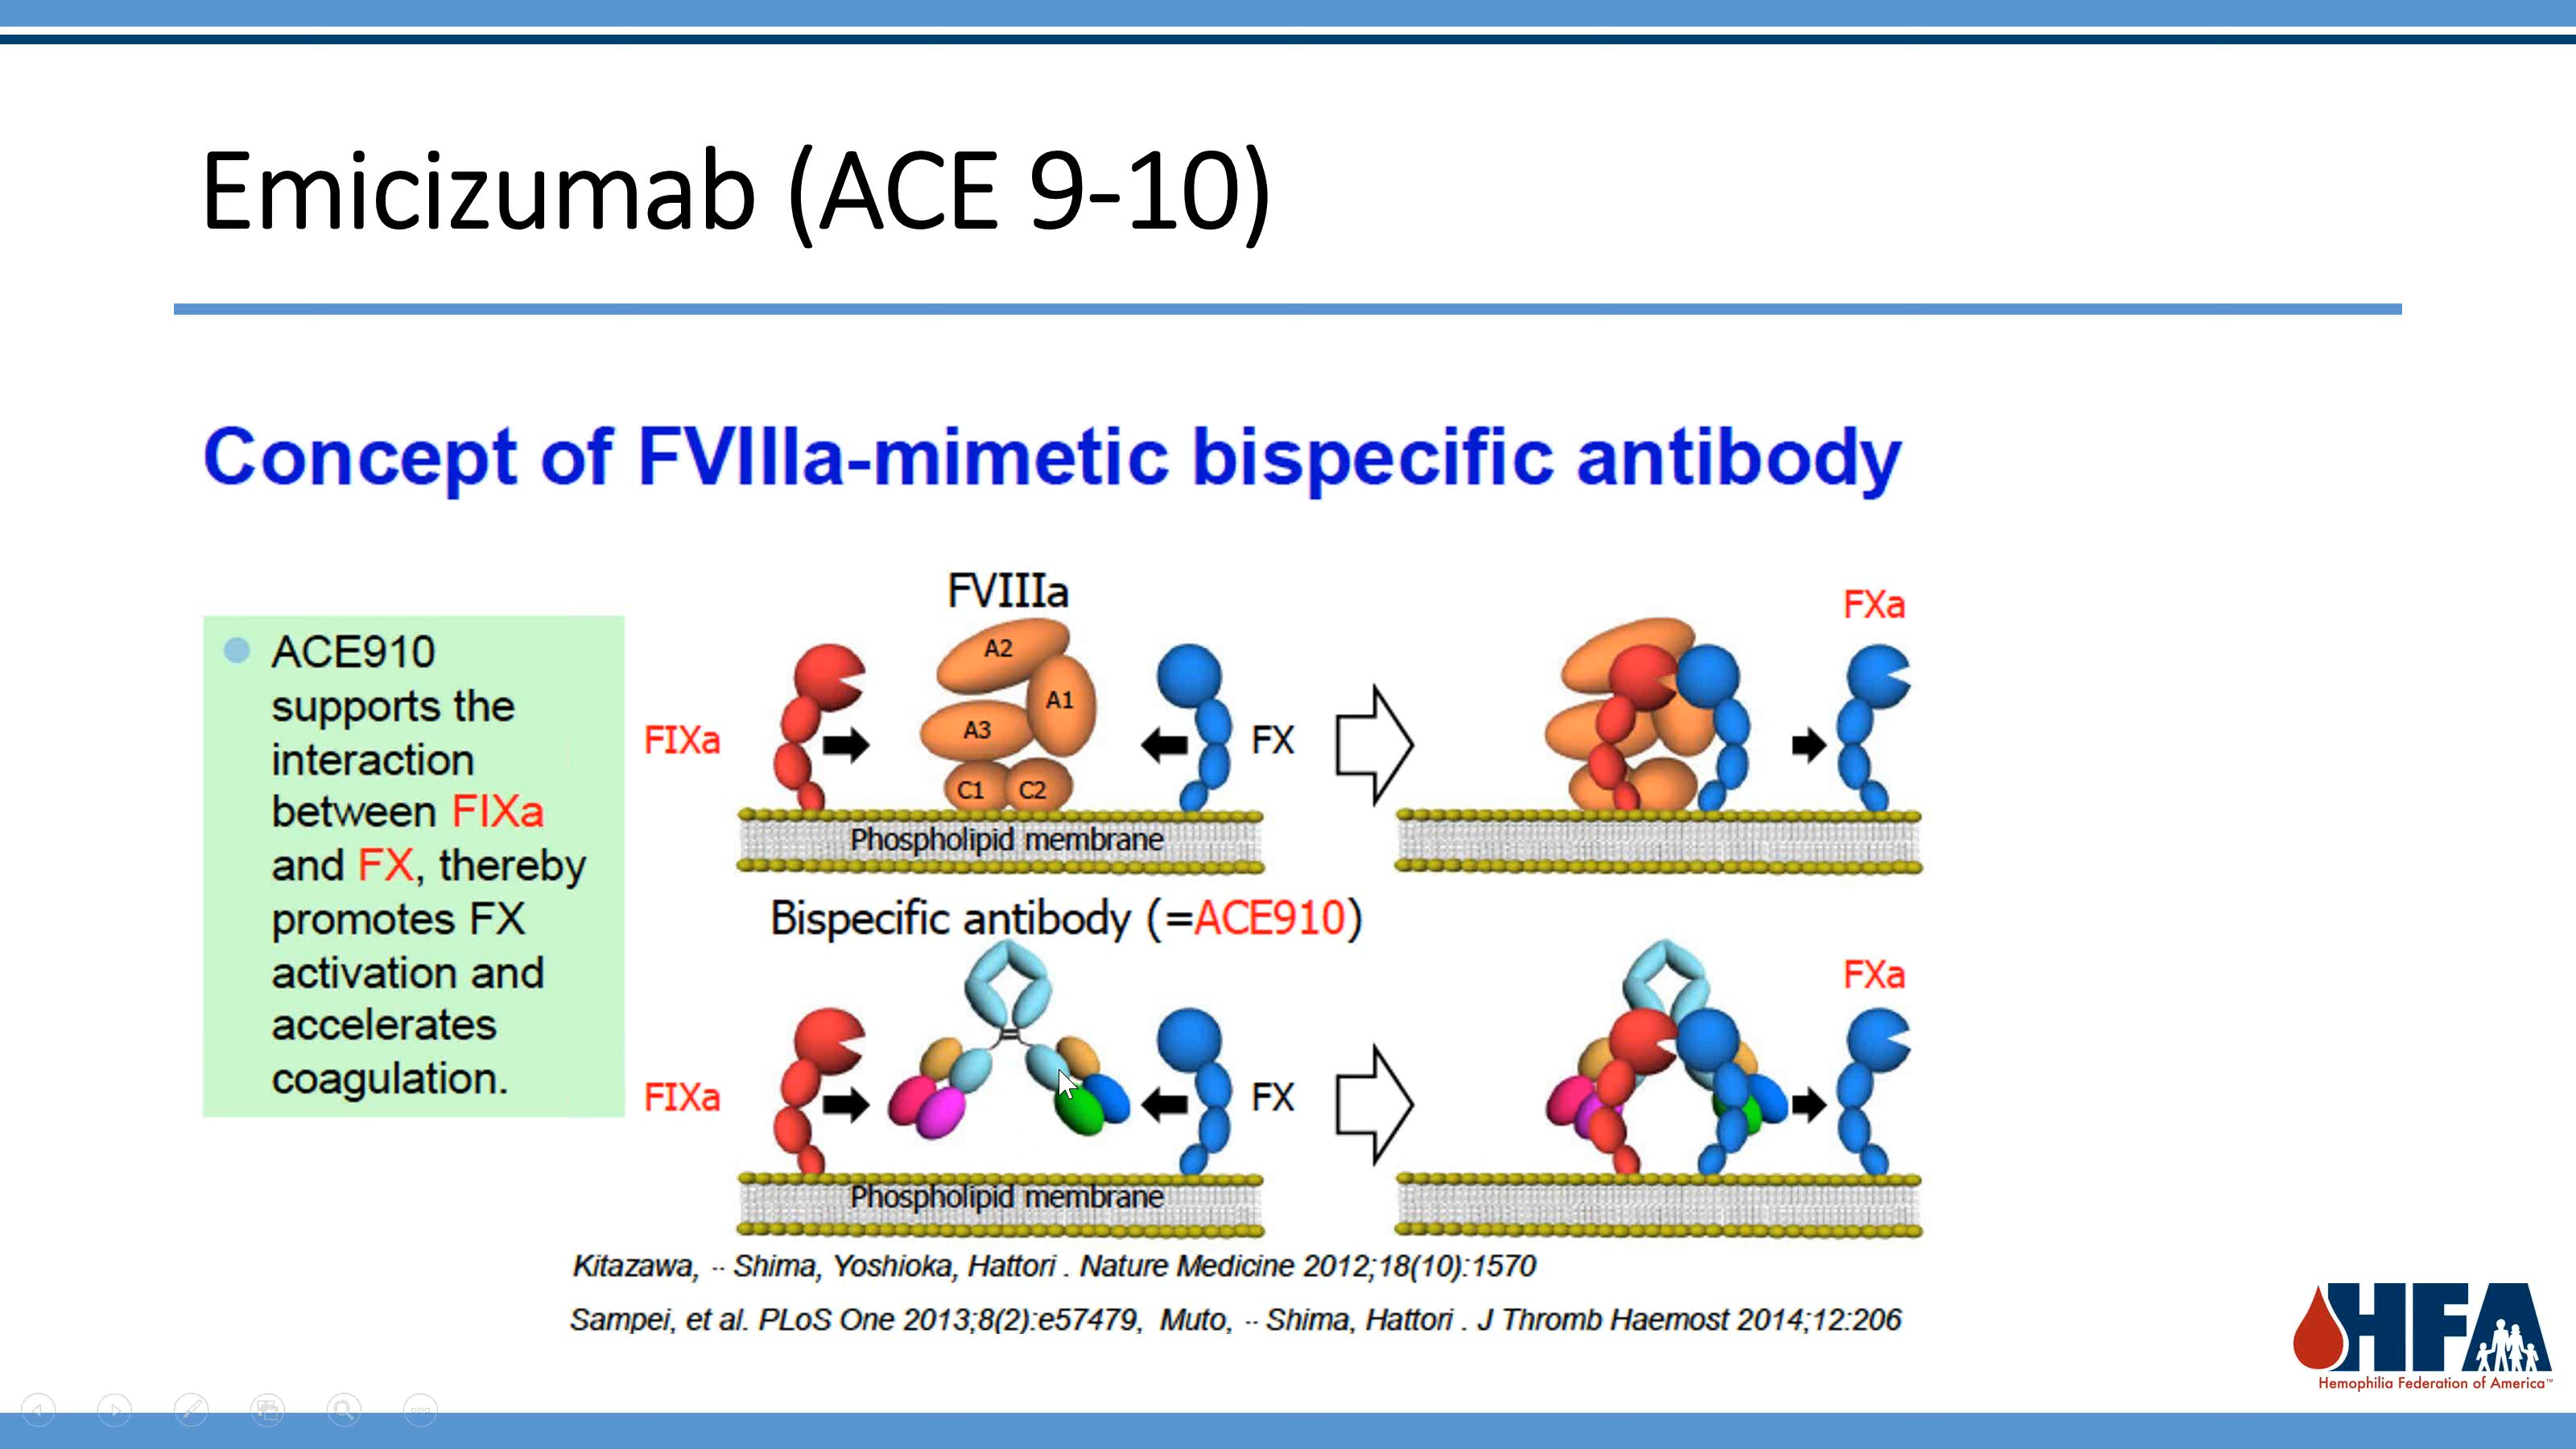 Emicizumab (ACE 9-10)
Concept of FVIIIa-mimetic bispecific antibody
ACE910
supports the
interaction
between FIXa
and FX, thereby
promotes FX
activation and
accelerates
coagulation.
FVIIIa
A2
A1
A3
C1 C2
FIXa
FX
FXa
Phospholipid membrane
Bispecific antibody (=ACE910)
FIXa
FX
FXa
Phospholipid membrane
Kitazawa, -- Shima, Yoshioka, Hattori . Nature Medicine 2012;18(10):1570
Sampei, et al. PLoS One 2013;8(2):e57479, Muto, -- Shima, Hattori . J Thromb Haemost 2014;12:206
HFA
Hemophilia Federation of America™